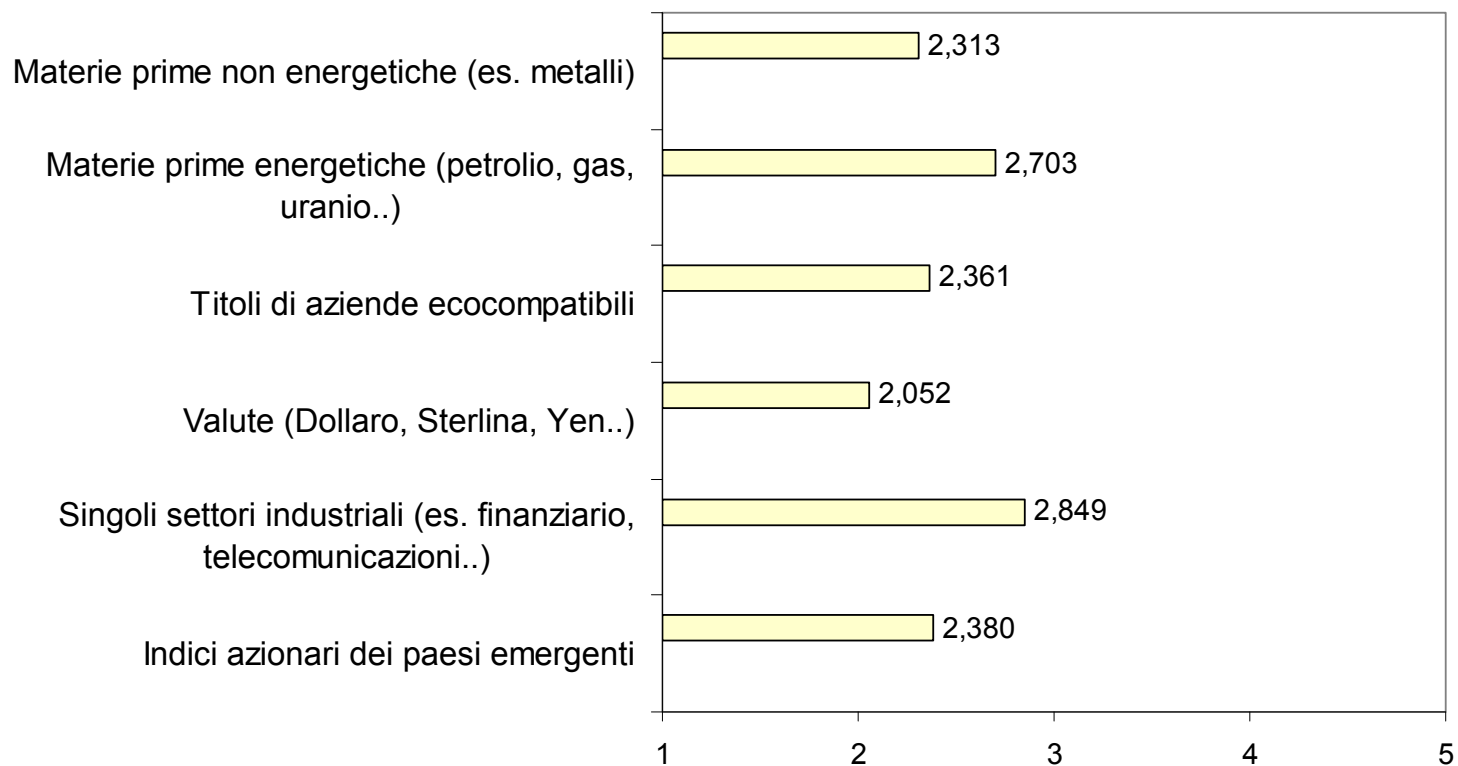 Materie prime non energetiche (es. metalli)
2,313
Materie prime energetiche (petrolio, gas,
uranio..)
2,703
Titoli di aziende ecocompatibili
2,361
Valute (Dollaro, Sterlina, Yen..)
2,052
Singoli settori industriali (es. finanziario,
telecomunicazioni..)
2,849
Indici azionari dei paesi emergenti
2,380
1 2 3 4 5